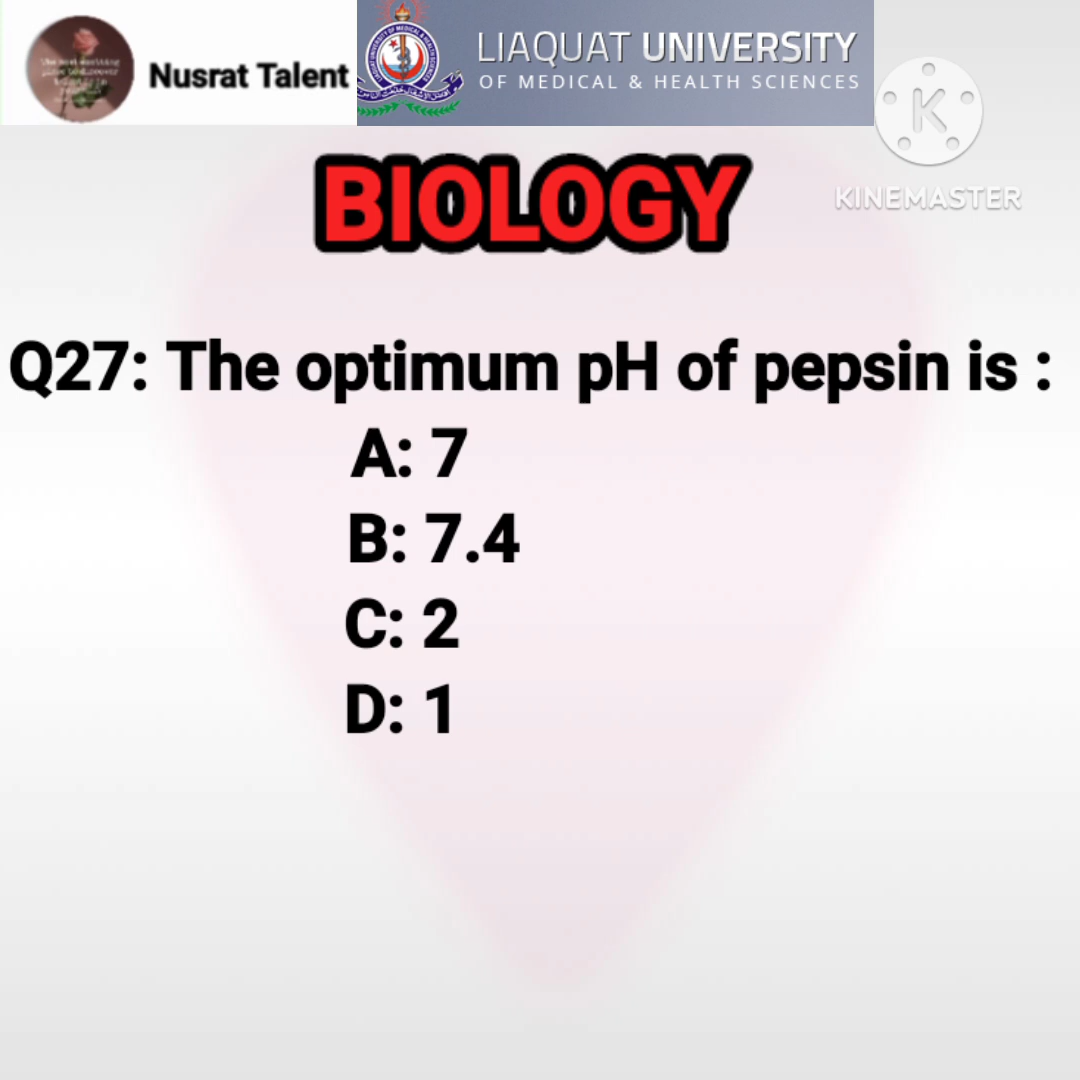 Nusrat Talent
LIAQUAT UNIVERSITY
OF MEDICAL & HEALTH SCIENCES
K
KINEMASTER
BIOLOGY
Q27: The optimum pH of pepsin is :
A: 7
B: 7.4
C: 2
D: 1